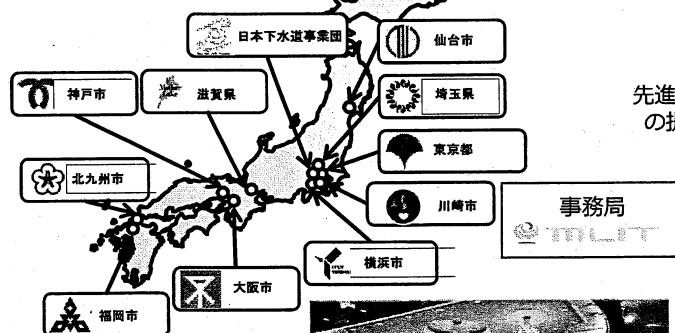 日本下水道事業団
仙台市
神戸市
滋賀県
埼玉県
先進
の
東京都
北九州市
川崎市
事務局
MLIT
横浜市
大阪市
福岡市